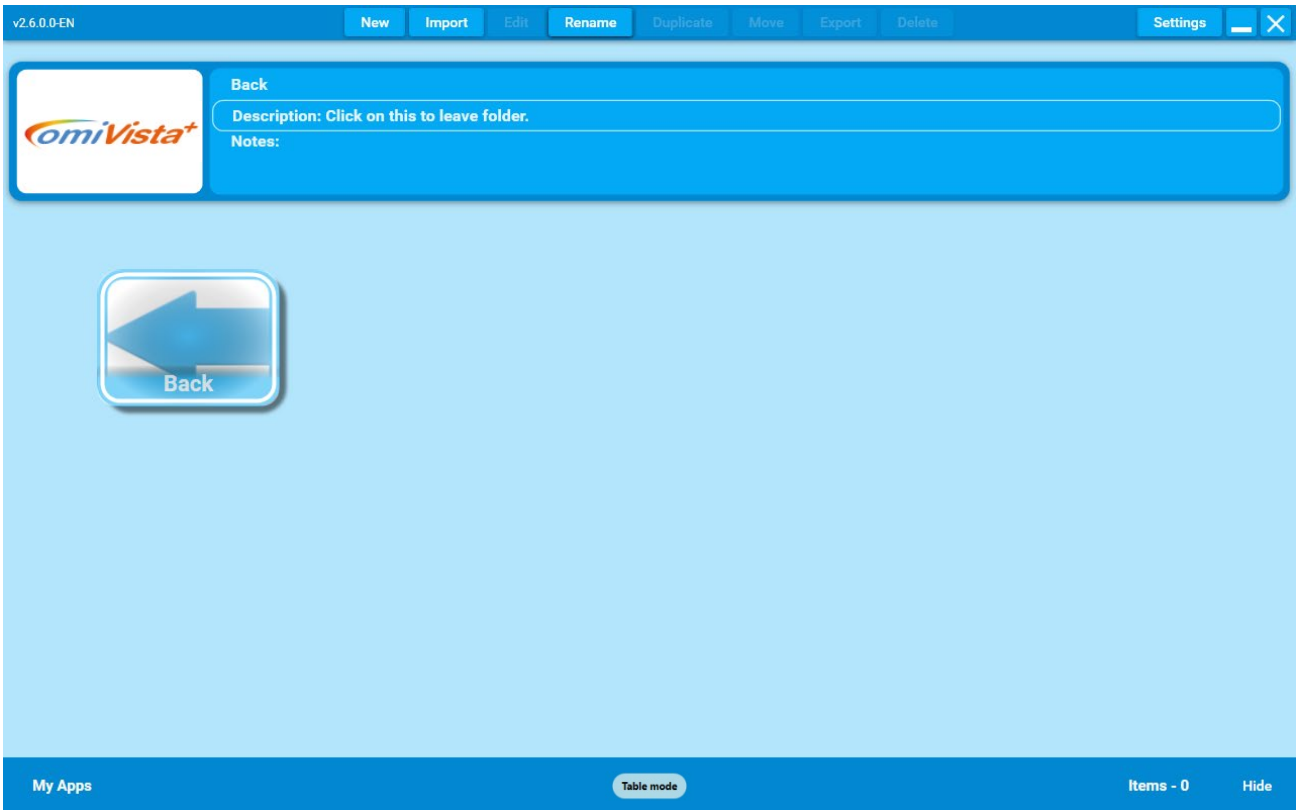 v2.6.0.0-EN New Import Edit Rename Duplicate Move Export Delete Settings
Back
Description: Click on this to leave folder.
omiVista+
Notes:
Back
My Apps Table mode Items - 0 Hide